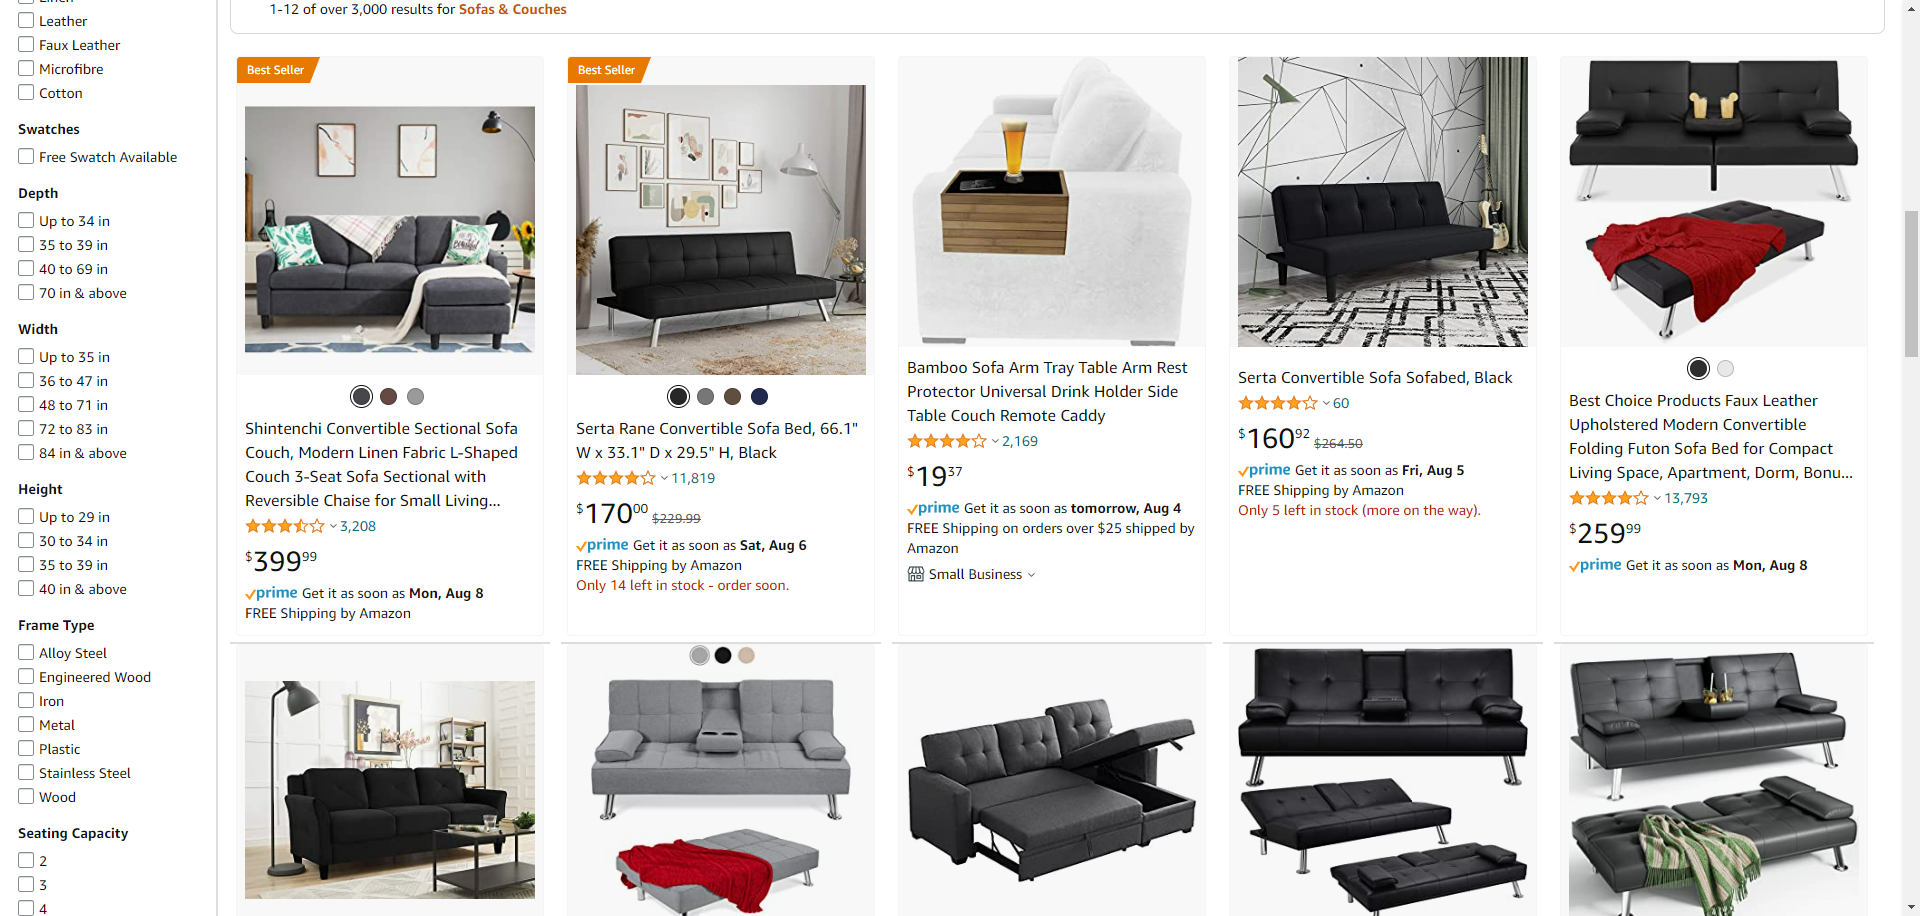 Leather
Faux Leather
Microfibre
Cotton
Swatches
Free Swatch Available
Depth
Up to 34 in
35 to 39 in
40 to 69 in
70 in & above
Width
Up to 35 in
36 to 47 in
48 to 71 in
72 to 83 in
84 in & above
Height
Up to 29 in
30 to 34 in
35 to 39 in
40 in & above
Frame Type
Alloy Steel
Engineered Wood
Iron
Metal
Plastic
Stainless Steel
Wood
Seating Capacity
2
3
4
1-12 of over 3,000 results for Sofas & Couches
Best Seller
Shintenchi Convertible Sectional Sofa
Couch, Modern Linen Fabric L-Shaped
Couch 3-Seat Sofa Sectional with
Reversible Chaise for Small Living...
3,208
$399.99
prime Get it as soon as Mon, Aug 8
FREE Shipping by Amazon
Best Seller
Serta Rane Convertible Sofa Bed, 66.1"
W x 33.1" D x 29.5" H, Black
11,819
$170.00 $229.99
prime Get it as soon as Sat, Aug 6
FREE Shipping by Amazon
Only 14 left in stock - order soon.
Bamboo Sofa Arm Tray Table Arm Rest
Protector Universal Drink Holder Side
Table Couch Remote Caddy
2,169
$19.37
prime Get it as soon as tomorrow, Aug 4
FREE Shipping on orders over $25 shipped by
Amazon
Small Business
Serta Convertible Sofa Sofabed, Black
60
$160.92 $264.50
prime Get it as soon as Fri, Aug 5
FREE Shipping by Amazon
Only 5 left in stock (more on the way).
Best Choice Products Faux Leather
Upholstered Modern Convertible
Folding Futon Sofa Bed for Compact
Living Space, Apartment, Dorm, Bonu...
13,793
$259.99
prime Get it as soon as Mon, Aug 8